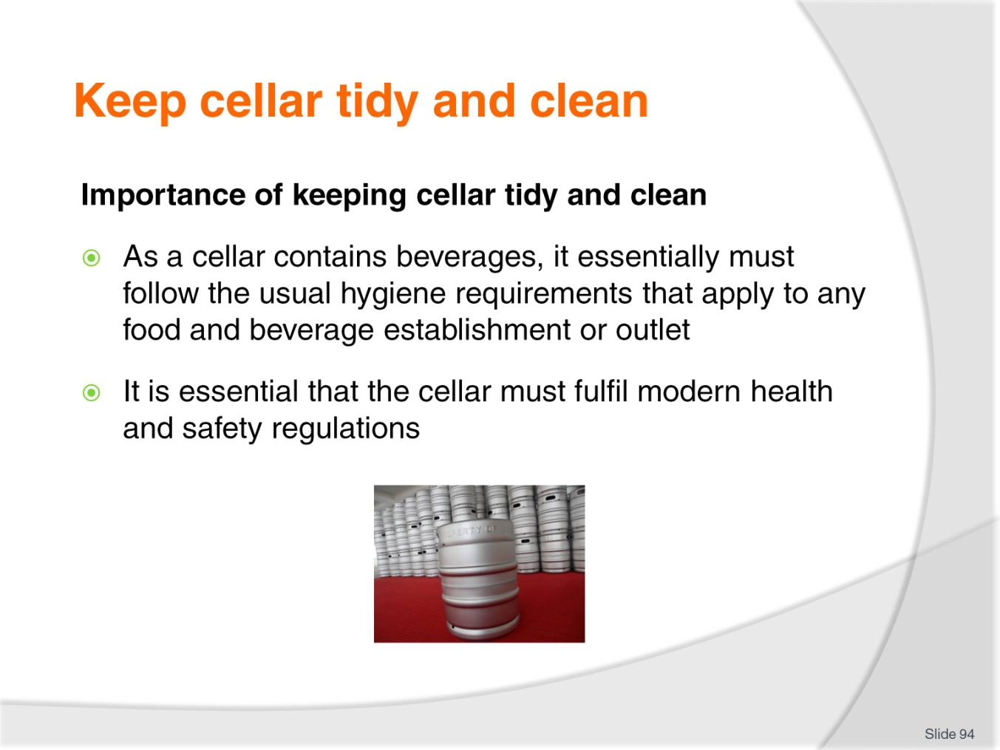 Keep cellar tidy and clean
Importance of keeping cellar tidy and clean
As a cellar contains beverages, it essentially must
follow the usual hygiene requirements that apply to any
food and beverage establishment or outlet
It is essential that the cellar must fulfil modern health
and safety regulations
Slide 94